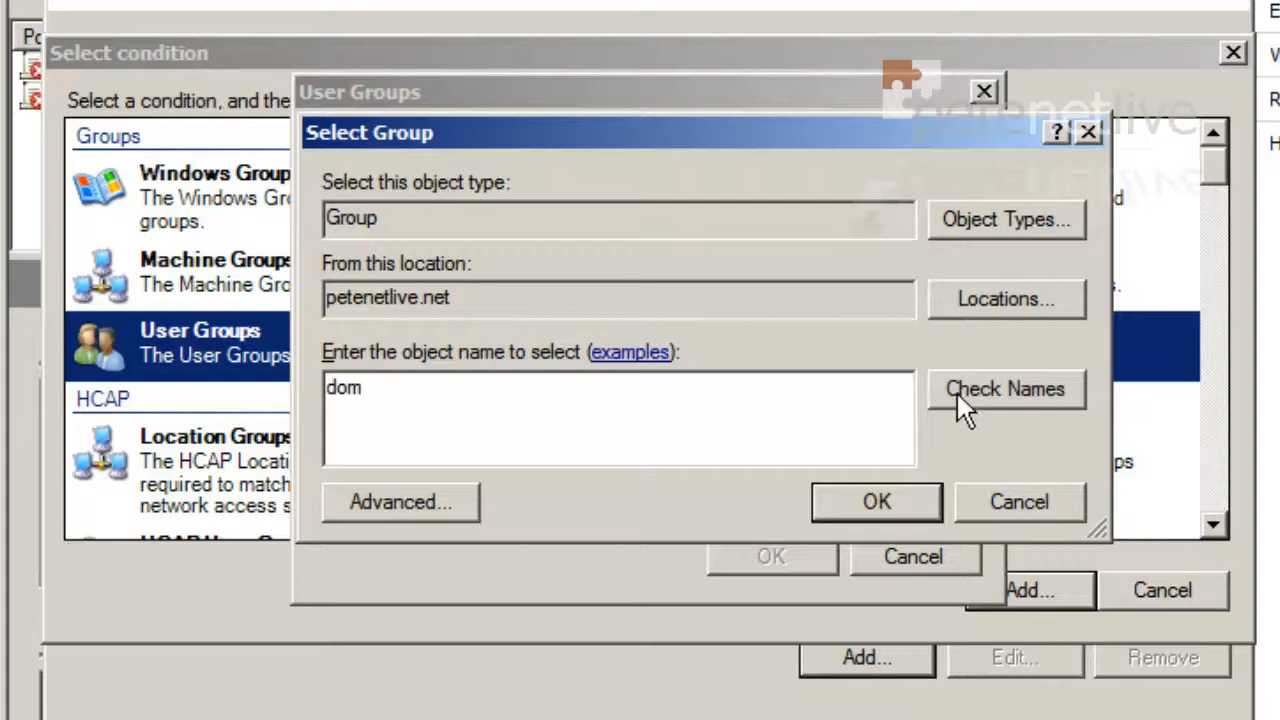 Po
Select condition
Select a condition, and the
User Groups
petenetlive
Select Group
Groups
Windows Group
The Windows Gro
groups.
Machine Groups
The Machine Gro
User Groups
The User Groups
HCAP
Location Groups
The HCAP Locati
required to match
network access s
Select this object type:
Group
Object Types...
From this location:
petenetlive.net
Locations...
Enter the object name to select (examples):
dom
Check Names
Advanced...
OK
Cancel
OK
Cancel
Add...
Cancel
Add...
Edit...
Remove
d
s.
ps
E
W
R
H